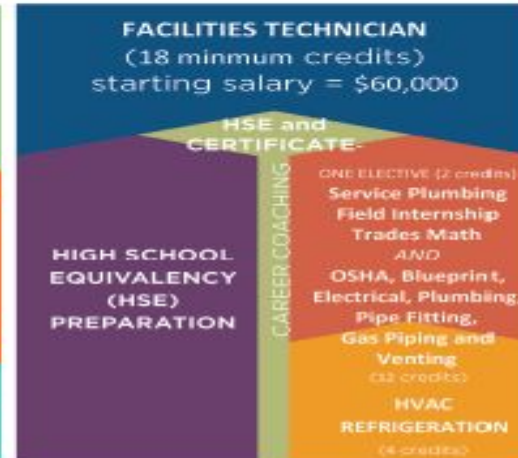 FACILITIES TECHNICIAN
(18 minmum credits)
starting salary = $60,000
HSE and
CERTIFICATE-
HIGH SCHOOL
EQUIVALENCY
(HSE)
PREPARATION
CAREER COACHING
ONE ELECTIVE (2 credits)
Service Plumbing
Field Internship
Trades Math
AND
OSHA, Blueprint,
Electrical, Plumbiing,
Pipe Fitting,
Gas Piping and
Venting
(12 credits)
HVAC
REFRIGERATION
(4 credits)